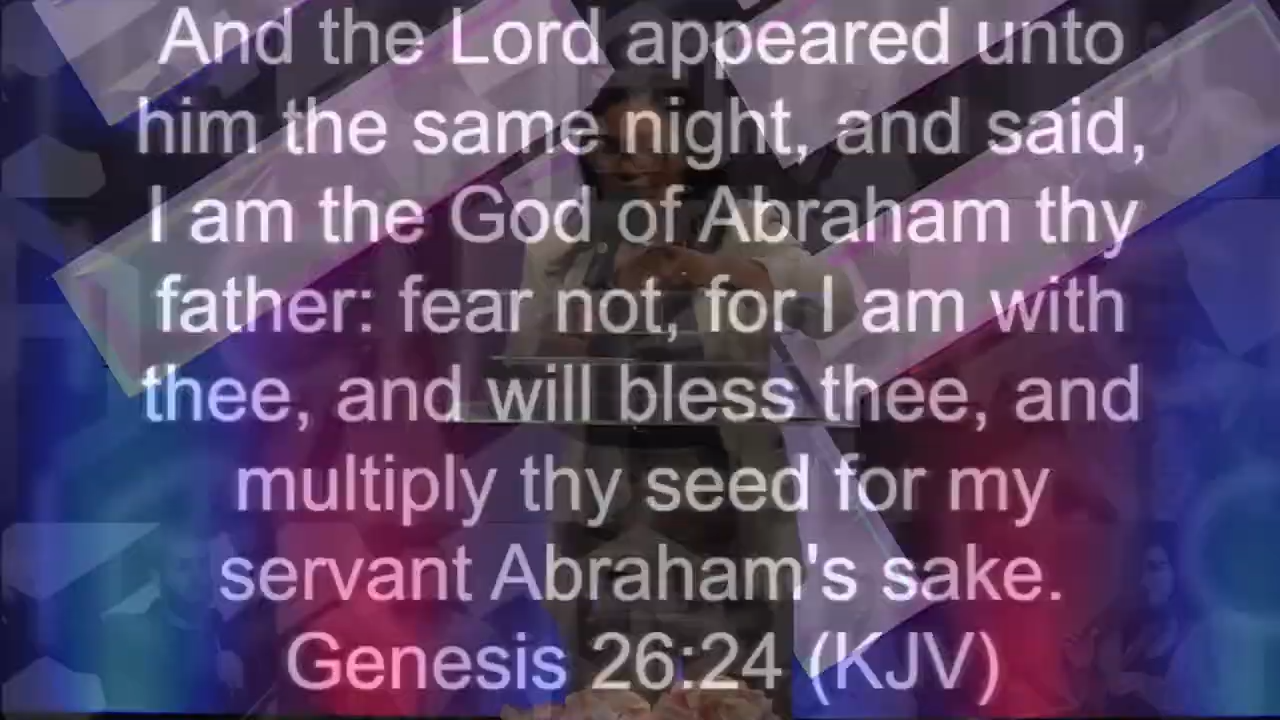 And the Lord appeared unto
him the same night, and said,
I am the God of Abraham thy
father: fear not, for I am with
thee, and will bless thee, and
multiply thy seed for my
servant Abraham's sake.
Genesis 26:24 (KJV)